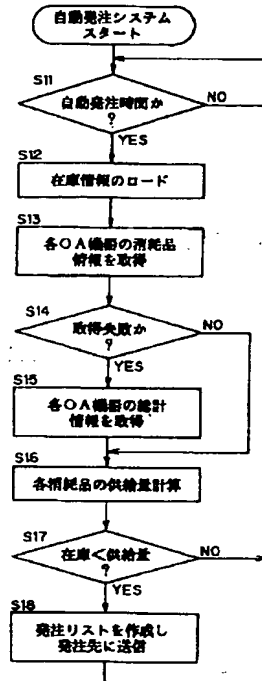 自動発注システム
スタート
S11
自動発注時間か
?
NO
YES
S12
在庫情報のロード
S13
各OA機器の消耗品
情報を取得
S14
取得失敗か
?
NO
YES
S15
各OA機器の統計
情報を取得
S16
各消耗品の供給量計算
S17
在庫<供給量
?
NO
YES
S18
発注リストを作成し
発注先に送信